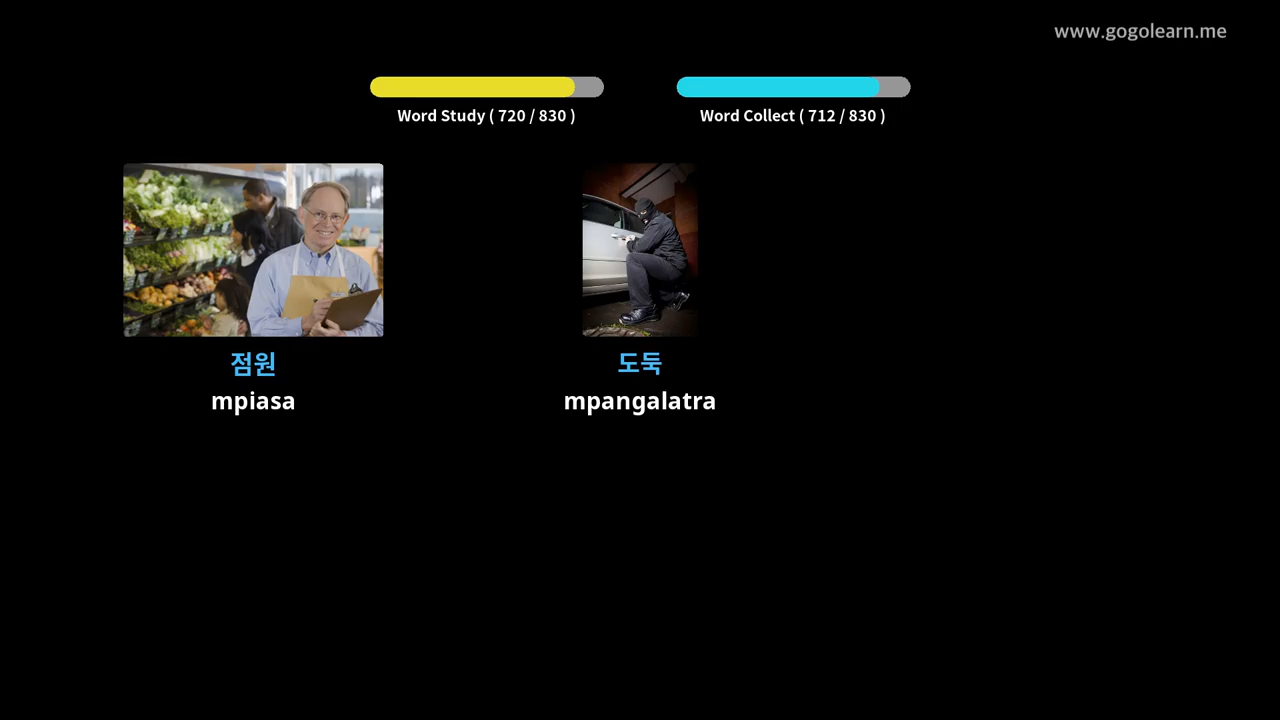 www.gogolearn.me
Word Study ( 720 / 830 )
Word Collect ( 712 / 830 )
점원
mpiasa
도둑
mpangalatra